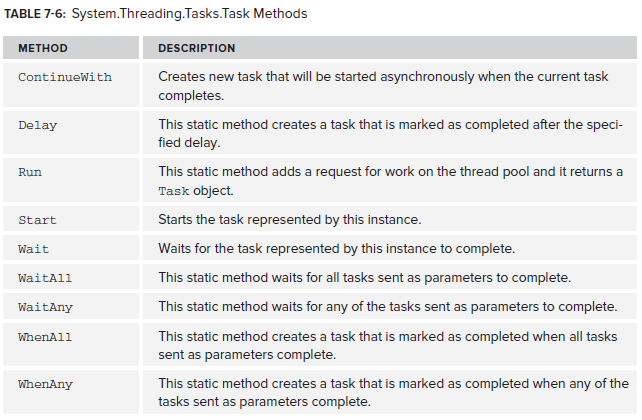 TABLE 7-6: System.Threading.Tasks.Task Methods
METHOD DESCRIPTION
ContinueWith Creates new task that will be started asynchronously when the current task
completes.
Delay This static method creates a task that is marked as completed after the speci-
fied delay.
Run This static method adds a request for work on the thread pool and it returns a
Task object.
Start Starts the task represented by this instance.
Wait Waits for the task represented by this instance to complete.
WaitAll This static method waits for all tasks sent as parameters to complete.
WaitAny This static method waits for any of the tasks sent as parameters to complete.
WhenAll This static method creates a task that is marked as completed when all tasks
sent as parameters complete.
WhenAny This static method creates a task that is marked as completed when any of the
tasks sent as parameters complete.